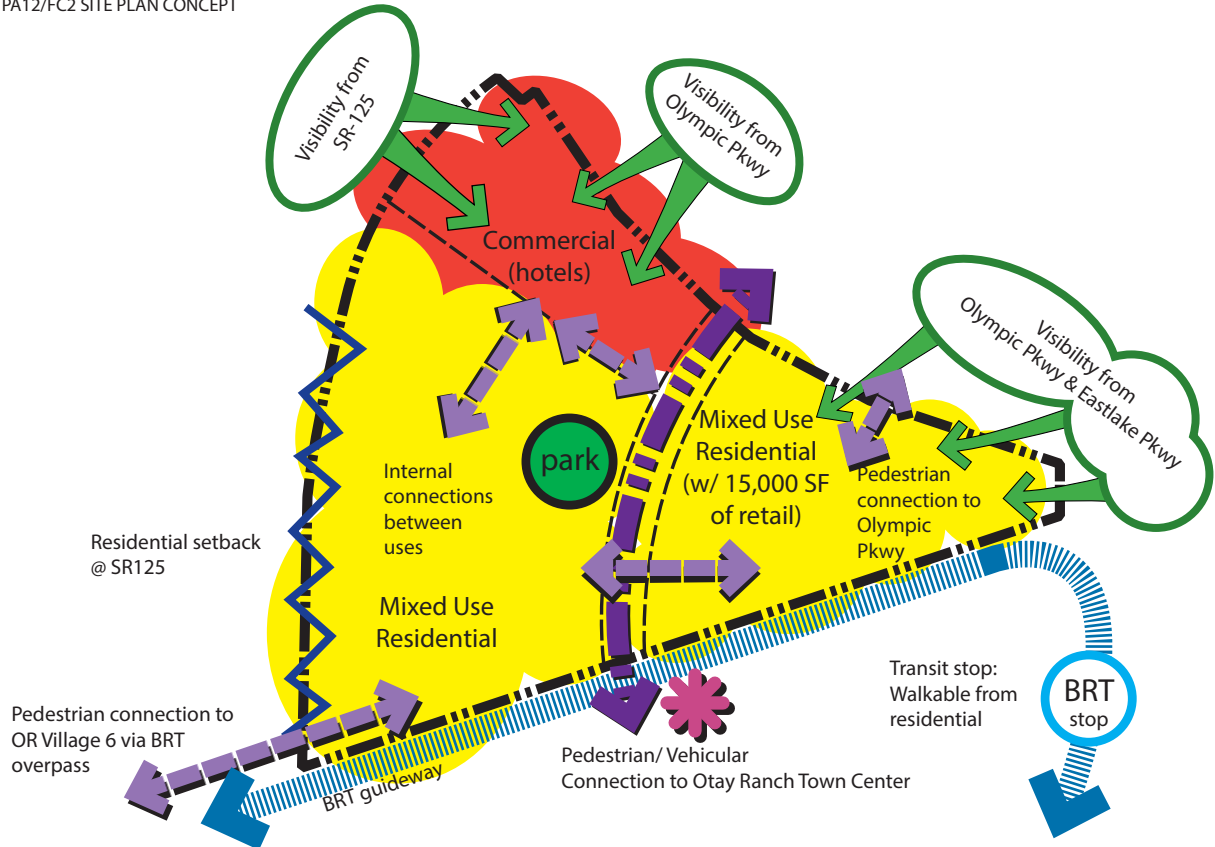 PA12/FC2 SITE PLAN CONCEPT
Visibility from
SR-125
Visibility from
Olympic Pkwy
Commercial
(hotels)
Visibility from
Olympic Pkwy & Eastlake Pkwy
Mixed Use
Residential
(w/ 15,000 SF
of retail)
park
Internal
connections
between
uses
Pedestrian
connection to
Olympic
Pkwy
Residential setback
@ SR125
Mixed Use
Residential
Transit stop:
Walkable from
residential
BRT
stop
Pedestrian connection to
OR Village 6 via BRT
overpass
BRT guideway
Pedestrian/ Vehicular
Connection to Otay Ranch Town Center